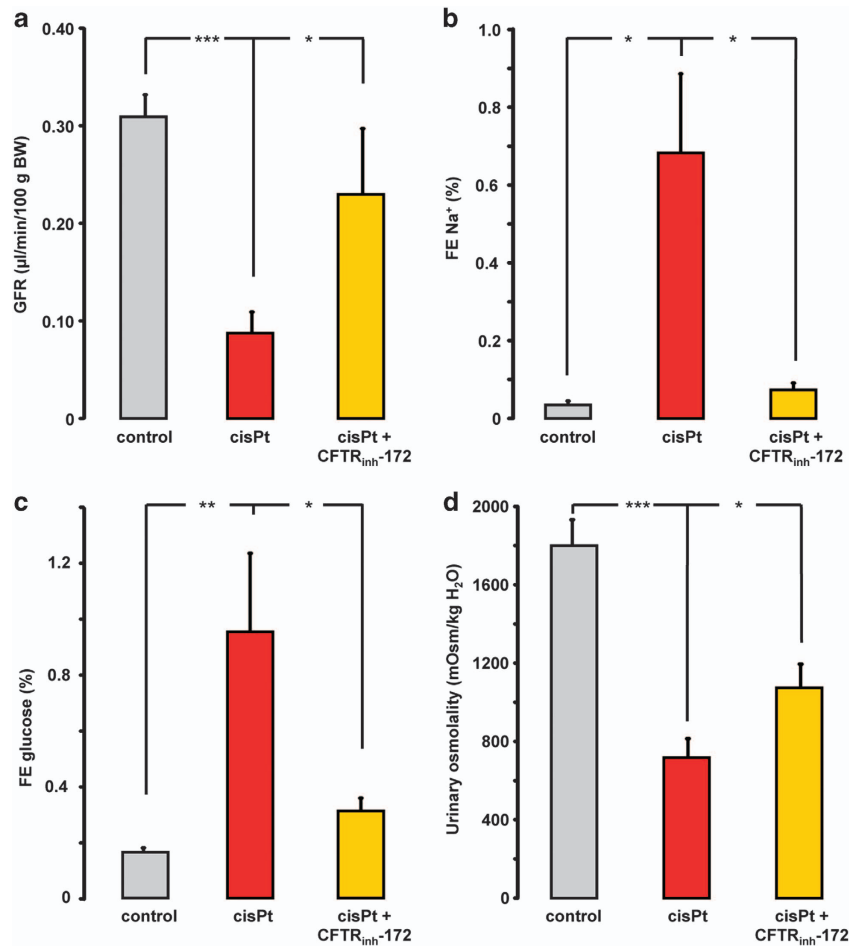 a
GFR (µl/min/100 g BW)
0.40
0.30
0.20
0.10
0
*** *
control cisPt cisPt +
CFTRinh-172
b
FE Na⁺ (%)
1.0
0.8
0.6
0.4
0.2
0
* *
control cisPt cisPt +
CFTRinh-172
c
FE glucose (%)
1.2
0.8
0.4
0
** *
control cisPt cisPt +
CFTRinh-172
d
Urinary osmolality (mOsm/kg H₂O)
2000
1600
1200
800
400
0
*** *
control cisPt cisPt +
CFTRinh-172